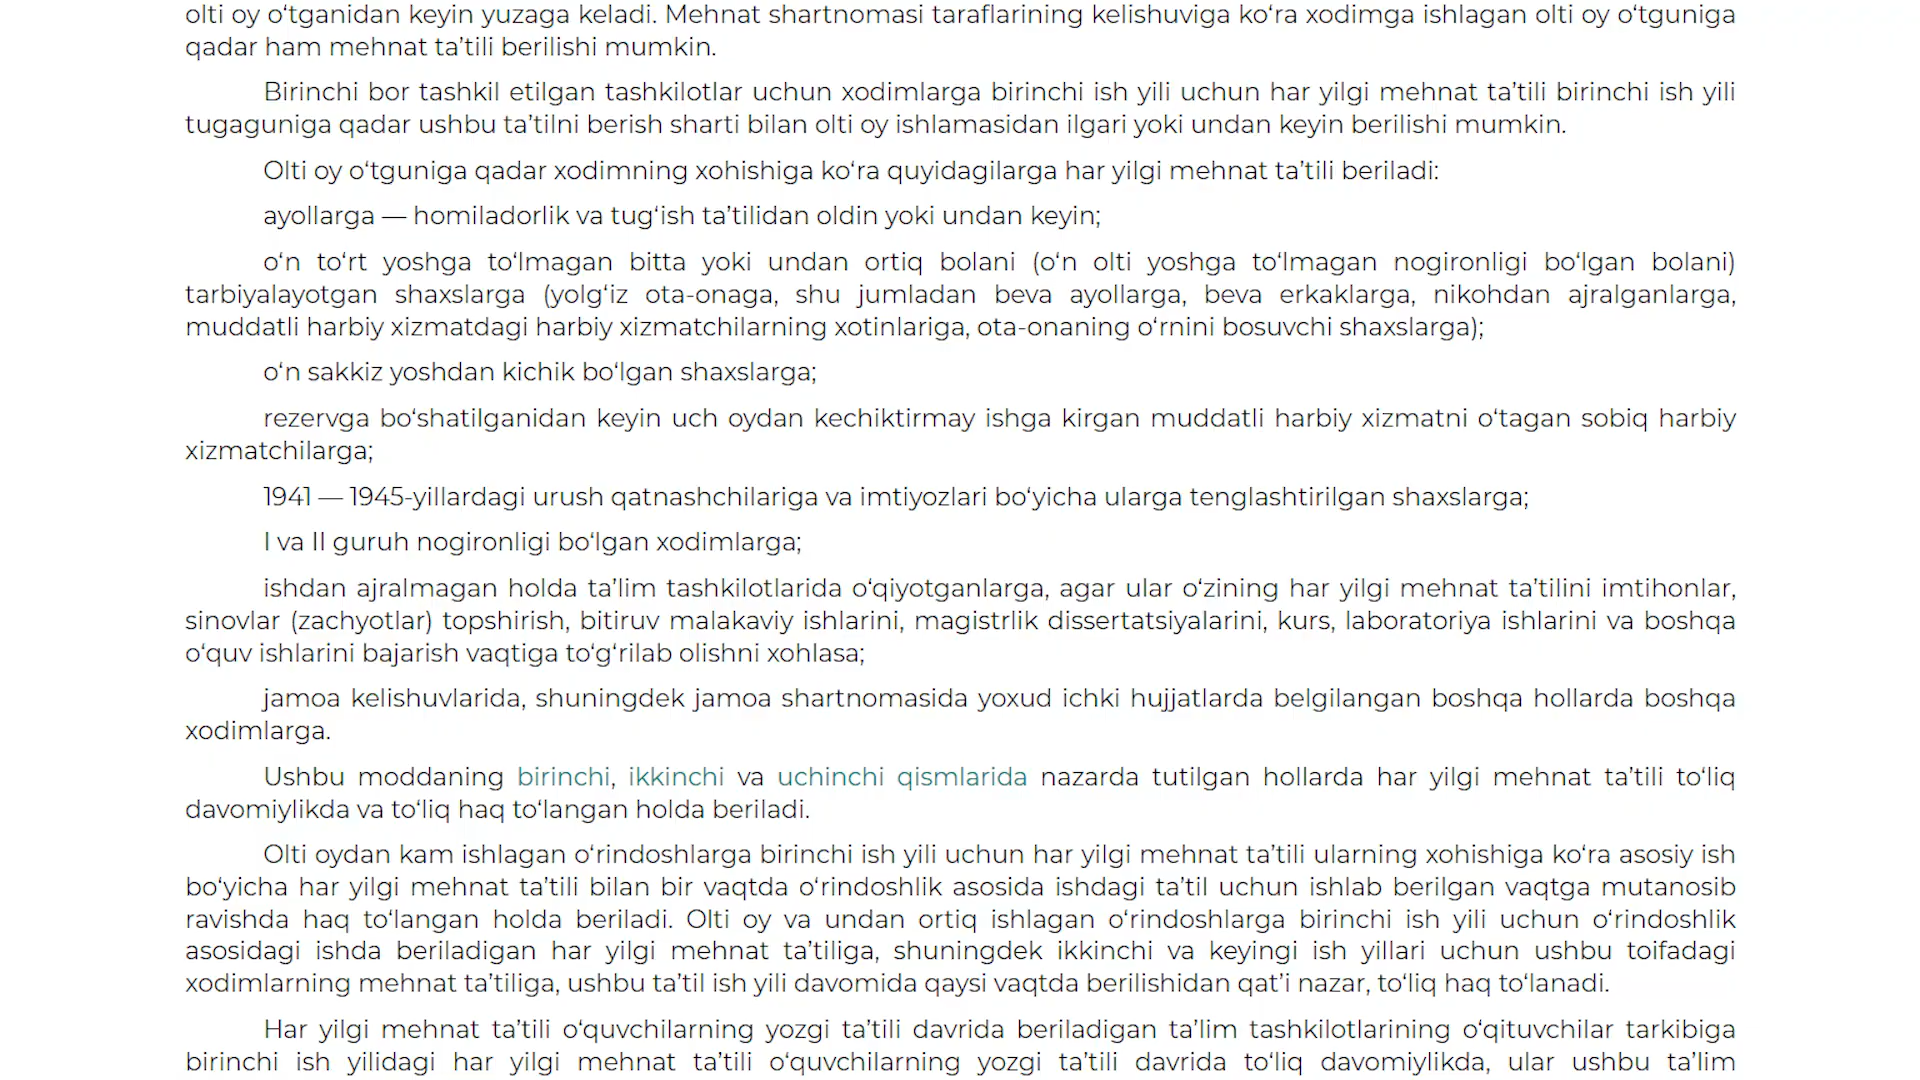 olti oy oʻtganidan keyin yuzaga keladi. Mehnat shartnomasi taraflarining kelishuviga koʻra xodimga ishlagan olti oy oʻtguniga
qadar ham mehnat taʼtili berilishi mumkin.
Birinchi bor tashkil etilgan tashkilotlar uchun xodimlarga birinchi ish yili uchun har yilgi mehnat taʼtili birinchi ish yili
tugaguniga qadar ushbu taʼtilni berish sharti bilan olti oy ishlamasidan ilgari yoki undan keyin berilishi mumkin.
Olti oy oʻtguniga qadar xodimning xohishiga koʻra quyidagilarga har yilgi mehnat taʼtili beriladi:
ayollarga — homiladorlik va tugʻish taʼtilidan oldin yoki undan keyin;
oʻn toʻrt yoshga toʻlmagan bitta yoki undan ortiq bolani (oʻn olti yoshga toʻlmagan nogironligi boʻlgan bolani)
tarbiyalayotgan shaxslarga (yolgʻiz ota-onaga, shu jumladan beva ayollarga, beva erkaklarga, nikohdan ajralganlarga,
muddatli harbiy xizmatdagi harbiy xizmatchilarning xotinlariga, ota-onaning oʻrnini bosuvchi shaxslarga);
oʻn sakkiz yoshdan kichik boʻlgan shaxslarga;
rezervga boʻshatilganidan keyin uch oydan kechiktirmay ishga kirgan muddatli harbiy xizmatni oʻtagan sobiq harbiy
xizmatchilarga;
1941 — 1945-yillardagi urush qatnashchilariga va imtiyozlari boʻyicha ularga tenglashtirilgan shaxslarga;
I va II guruh nogironligi boʻlgan xodimlarga;
ishdan ajralmagan holda taʼlim tashkilotlarida oʻqiyotganlarga, agar ular oʻzining har yilgi mehnat taʼtilini imtihonlar,
sinovlar (zachyotlar) topshirish, bitiruv malakaviy ishlarini, magistrlik dissertatsiyalarini, kurs, laboratoriya ishlarini va boshqa
oʻquv ishlarini bajarish vaqtiga toʻgʻrilab olishni xohlasa;
jamoa kelishuvlarida, shuningdek jamoa shartnomasida yoxud ichki hujjatlarda belgilangan boshqa hollarda boshqa
xodimlarga.
Ushbu moddaning birinchi, ikkinchi va uchinchi qismlarida nazarda tutilgan hollarda har yilgi mehnat taʼtili toʻliq
davomiylikda va toʻliq haq toʻlangan holda beriladi.
Olti oydan kam ishlagan oʻrindoshlarga birinchi ish yili uchun har yilgi mehnat taʼtili ularning xohishiga koʻra asosiy ish
boʻyicha har yilgi mehnat taʼtili bilan bir vaqtda oʻrindoshlik asosida ishdagi taʼtil uchun ishlab berilgan vaqtga mutanosib
ravishda haq toʻlangan holda beriladi. Olti oy va undan ortiq ishlagan oʻrindoshlarga birinchi ish yili uchun oʻrindoshlik
asosidagi ishda beriladigan har yilgi mehnat taʼtiliga, shuningdek ikkinchi va keyingi ish yillari uchun ushbu toifadagi
xodimlarning mehnat taʼtiliga, ushbu taʼtil ish yili davomida qaysi vaqtda berilishidan qatʼi nazar, toʻliq haq toʻlanadi.
Har yilgi mehnat taʼtili oʻquvchilarning yozgi taʼtili davrida beriladigan taʼlim tashkilotlarining oʻqituvchilar tarkibiga
birinchi ish yilidagi har yilgi mehnat taʼtili oʻquvchilarning yozgi taʼtili davrida toʻliq davomiylikda, ular ushbu taʼlim